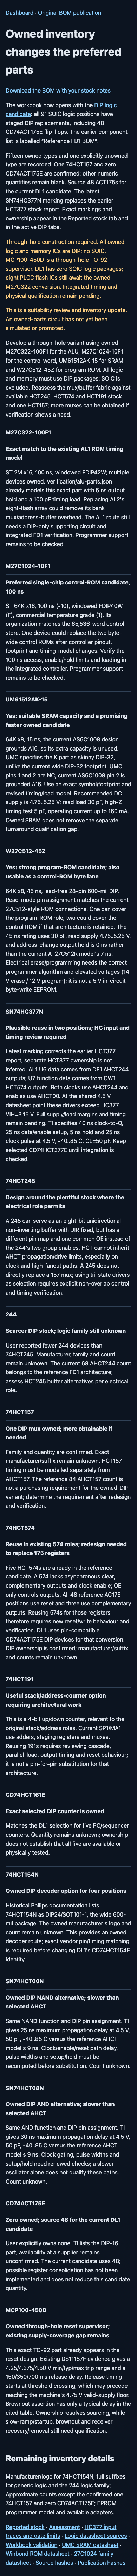 Dashboard · Original BOM publication
Owned inventory
changes the preferred
parts
Download the BOM with your stock notes
The workbook now opens with the DIP logic
candidate: all 91 SOIC logic positions have
staged DIP replacements, including 48
CD74ACT175E flip-flops. The earlier component
list is labelled “Reference FD1 BOM”.
Fifteen owned types and one explicitly unowned
type are recorded. One 74HCT157 and zero
CD74ACT175E are confirmed; other unknown
quantities remain blank. Source 48 ACT175s for
the current DL1 candidate. The latest
SN74HC377N marking replaces the earlier
HCT377 stock report. Exact markings and
ownership appear in the Reported stock tab and
in the active DIP tabs.
Through-hole construction required. All owned
logic and memory ICs are DIP; no SOIC.
MCP100-450D is a through-hole TO-92
supervisor. DL1 has zero SOIC logic packages;
eight PLCC flash ICs still await the owned-
M27C322 conversion. Integrated timing and
physical qualification remain pending.
This is a suitability review and inventory update.
An owned-parts circuit has not yet been
simulated or promoted.
Develop a through-hole variant using owned
M27C322-100F1 for the ALU, M27C1024-10F1
for the control unit, UM61512AK-15 for SRAM
and W27C512-45Z for program ROM. All logic
and memory must use DIP packages; SOIC is
excluded. Reassess the mux/buffer fabric against
available HCT245, HCT574 and HCT191 stock
and one HCT157; more muxes can be obtained if
verification shows a need.
M27C322-100F1
Exact match to the existing AL1 ROM timing
model
ST 2M x16, 100 ns, windowed FDIP42W, multiple
owned devices. Verification/alu-parts.json
already models this exact part with 5 ns output
hold and a 100 pF timing load. Replacing AL2's
eight-flash array could remove its bank
mux/address-buffer overhead. The AL1 route still
needs a DIP-only supporting circuit and
integrated FD1 verification. Programmer support
remains to be checked.
M27C1024-10F1
Preferred single-chip control-ROM candidate,
100 ns
ST 64K x16, 100 ns (-10), windowed FDIP40W
(F), commercial temperature grade (1). Its
organization matches the 65,536-word control
store. One device could replace the two byte-
wide control ROMs after controller pinout,
footprint and timing-model changes. Verify the
100 ns access, enable/hold limits and loading in
the integrated controller. Programmer support
remains to be checked.
UM61512AK-15
Yes: suitable SRAM capacity and a promising
faster owned candidate
64K x8, 15 ns; the current AS6C1008 design
grounds A16, so its extra capacity is unused.
UMC specifies the K part as skinny DIP-32,
unlike the current wide DIP-32 footprint. UMC
pins 1 and 2 are NC; current AS6C1008 pin 2 is
grounded A16. Use an exact symbol/footprint and
revised timing/load model. Recommended DC
supply is 4.75..5.25 V, read load 30 pF, high-Z
timing test 5 pF, operating current up to 160 mA.
Owned SRAM does not remove the separate
turnaround qualification gap.
W27C512-45Z
Yes: strong program-ROM candidate; also
usable as a control-ROM byte lane
64K x8, 45 ns, lead-free 28-pin 600-mil DIP.
Read-mode pin assignment matches the current
27C512-style ROM connections. One can cover
the program-ROM role; two could cover the
current split-byte control arrangement. The
45 ns rating uses 30 pF, read supply 4.75..5.25 V,
and address-change output hold is 0 ns rather
than the current AT27C512R model's 7 ns.
Electrical erase/programming needs the correct
programmer algorithm and elevated voltages (14
V erase / 12 V program); it is not a 5 V in-circuit
byte-write EEPROM.
SN74HC377N
Plausible reuse in two positions; HC input and
timing review required
Latest marking corrects the earlier HCT377
report; separate HCT377 ownership is not
inferred. AL1 U6 data comes from DF1 AHCT244
outputs; U7 function data comes from CW1
HCT574 outputs. Both clocks use AHCT244 and
enables use AHCT00. At the shared 4.5 V
datasheet point these drivers exceed HC377
VIH=3.15 V. Full supply/load margins and timing
remain pending. TI specifies 40 ns clock-to-Q,
25 ns data/enable setup, 5 ns hold and 25 ns
clock pulse at 4.5 V, -40..85 C, CL=50 pF. Keep
selected CD74HCT377E until integration is
checked.
74HCT245
Design around the plentiful stock where the
electrical role permits
A 245 can serve as an eight-bit unidirectional
non-inverting buffer with DIR fixed, but has a
different pin map and one common OE instead of
the 244's two group enables. HCT cannot inherit
AHCT propagation/drive limits, especially on
clock and high-fanout paths. A 245 does not
directly replace a 157 mux; using tri-state drivers
as selection requires explicit non-overlap control
and timing verification.
244
Scarcer DIP stock; logic family still unknown
User reported fewer 244 devices than
74HCT245. Manufacturer, family and count
remain unknown. The current 68 AHCT244 count
belongs to the reference FD1 architecture;
assess HCT245 buffer alternatives per electrical
role.
74HCT157
One DIP mux owned; more obtainable if
needed
Family and quantity are confirmed. Exact
manufacturer/suffix remain unknown. HCT157
timing must be modelled separately from
AHCT157. The reference 84 AHCT157 count is
not a purchasing requirement for the owned-DIP
variant; determine the requirement after redesign
and verification.
74HCT574
Reuse in existing 574 roles; redesign needed
to replace 175 registers
Five HCT574s are already in the reference
candidate. A 574 lacks asynchronous clear,
complementary outputs and clock enable; OE
floats its outputs. All 48 reference AC175
positions use reset and three use complementary
outputs. Reusing 574s for those registers
therefore requires new reset/write behaviour and
verification. DL1 uses pin-compatible
CD74ACT175E DIP devices for that conversion.
DIP ownership is confirmed; manufacturer/suffix
and counts remain unknown.
74HCT191
Useful stack/address-counter option
requiring architectural work
This is a 4-bit up/down counter, relevant to the
original stack/address roles. Current SP1/MA1
use adders, staging registers and muxes.
Reusing 191s requires reviewing cascade,
parallel-load, output timing and reset behaviour;
it is not a pin-for-pin substitution for that
architecture.
CD74HCT161E
Exact selected DIP counter is owned
Matches the DL1 selection for five PC/sequencer
counters. Quantity remains unknown; ownership
does not establish that all five are available or
physically tested.
74HCT154N
Owned DIP decoder option for four positions
Historical Philips documentation lists
74HCT154N as DIP24/SOT101-1, the wide 600-
mil package. The owned manufacturer's logo and
count remain unknown. This provides an owned
decoder route; exact vendor pin/timing matching
is required before changing DL1's CD74HCT154E
identity.
SN74HCT00N
Owned DIP NAND alternative; slower than
selected AHCT
Same NAND function and DIP pin assignment. TI
gives 25 ns maximum propagation delay at 4.5 V,
50 pF, -40..85 C versus the reference AHCT
model's 9 ns. Clock/enable/reset path delay,
pulse widths and setup/hold must be
recomputed before substitution. Count unknown.
SN74HCT08N
Owned DIP AND alternative; slower than
selected AHCT
Same AND function and DIP pin assignment. TI
gives 30 ns maximum propagation delay at 4.5 V,
50 pF, -40..85 C versus the reference AHCT
model's 9 ns. Clock gating, pulse widths and
setup/hold need renewed checks; a slower
oscillator alone does not qualify these paths.
Count unknown.
CD74ACT175E
Zero owned; source 48 for the current DL1
candidate
User explicitly owns none. TI lists the DIP-16
part; availability at a supplier remains
unconfirmed. The current candidate uses 48;
possible register consolidation has not been
implemented and does not reduce this candidate
quantity.
MCP100-450D
Owned through-hole reset supervisor;
existing supply-coverage gap remains
This exact TO-92 part already appears in the
reset design. Binding DS11187F evidence gives a
4.25/4.375/4.50 V min/typ/max trip range and a
150/350/700 ms reset delay. Release timing
starts at threshold crossing, which can precede
reaching the machine's 4.75 V valid-supply floor.
Brownout assertion has only a typical delay in the
cited table. Ownership removes no sourcing, while
slow-ramp/startup, brownout and receiver
recovery/removal still need qualification.
Remaining inventory details
Manufacturer/logo for 74HCT154N; full suffixes
for generic logo; the 244 logic family; all
quantities. Accepted except the confirmed one
74HCT157 and zero CD74ACT175E; EPROM
programmer model and available adapters.
Reported stock · Assessment · HC377 input
traces and gate limits · Logic datasheet sources ·
Workbook validation · UMC SRAM datasheet ·
Winbond ROM datasheet · 27C1024 family
datasheet · Source hashes · Publication hashes